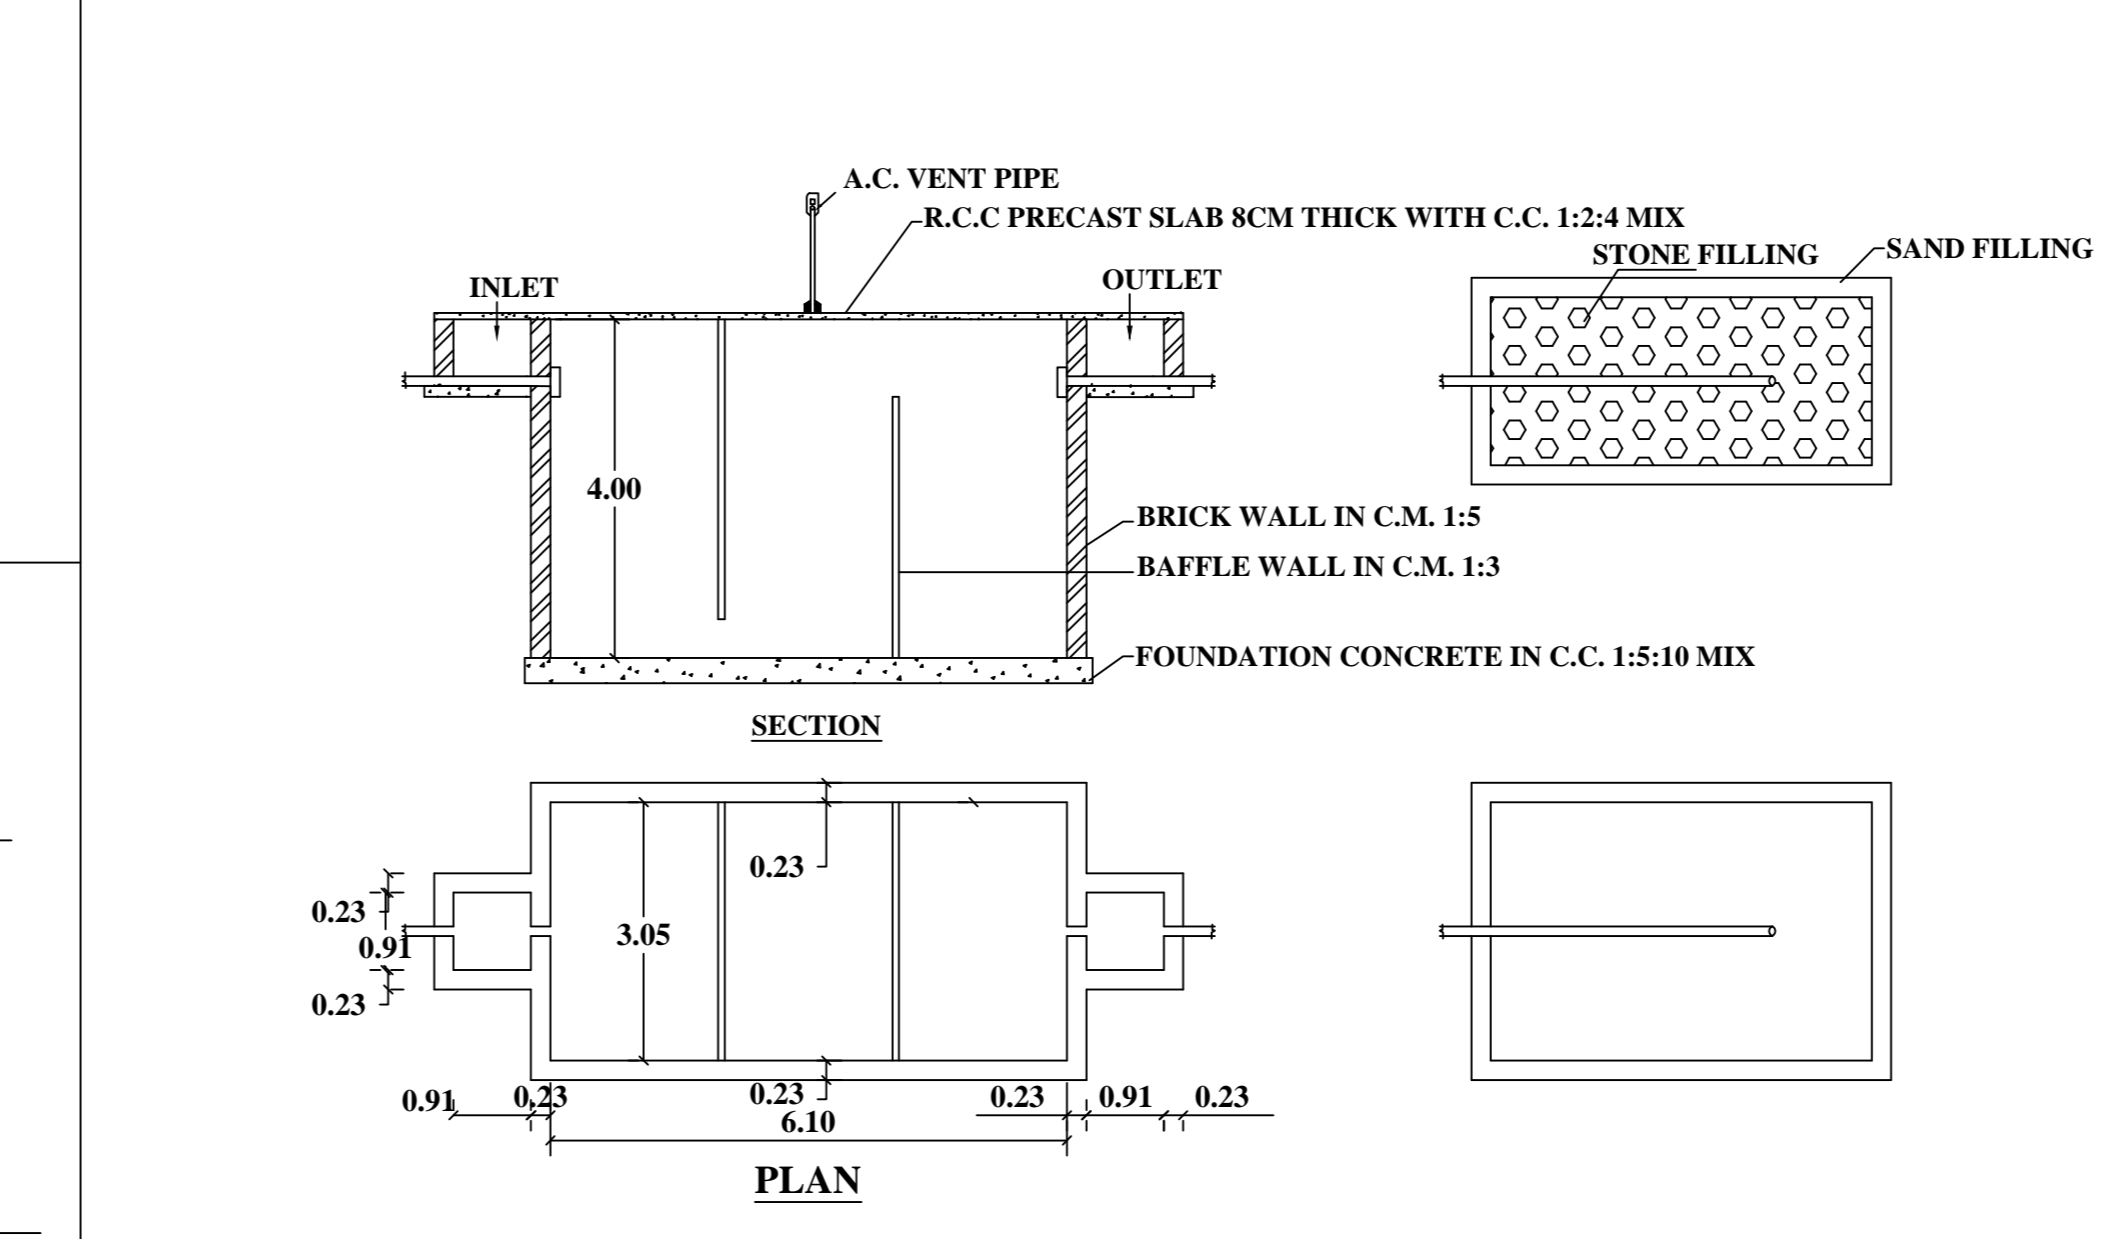 A.C. VENT PIPE
R.C.C PRECAST SLAB 8CM THICK WITH C.C. 1:2:4 MIX
STONE FILLING
SAND FILLING
INLET
OUTLET
4.00
BRICK WALL IN C.M. 1:5
BAFFLE WALL IN C.M. 1:3
FOUNDATION CONCRETE IN C.C. 1:5:10 MIX
SECTION
0.23
0.23
0.91
3.05
0.23
0.91
0.23
0.23
0.23
0.91
0.23
6.10
PLAN